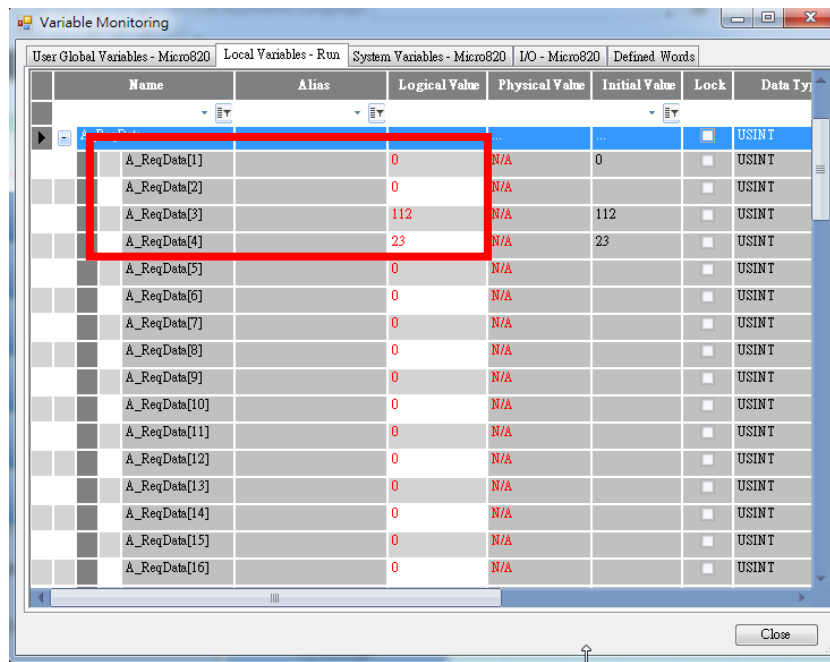 Variable Monitoring
User Global Variables - Micro820 Local Variables - Run System Variables - Micro820 I/O - Micro820 Defined Words
Name Alias Logical Value Physical Value Initial Value Lock Data Ty
... ... USINT
A_ReqData[1] 0 N/A 0 USINT
A_ReqData[2] 0 N/A USINT
A_ReqData[3] 112 N/A 112 USINT
A_ReqData[4] 23 N/A 23 USINT
A_ReqData[5] 0 N/A USINT
A_ReqData[6] 0 N/A USINT
A_ReqData[7] 0 N/A USINT
A_ReqData[8] 0 N/A USINT
A_ReqData[9] 0 N/A USINT
A_ReqData[10] 0 N/A USINT
A_ReqData[11] 0 N/A USINT
A_ReqData[12] 0 N/A USINT
A_ReqData[13] 0 N/A USINT
A_ReqData[14] 0 N/A USINT
A_ReqData[15] 0 N/A USINT
A_ReqData[16] 0 N/A USINT
Close